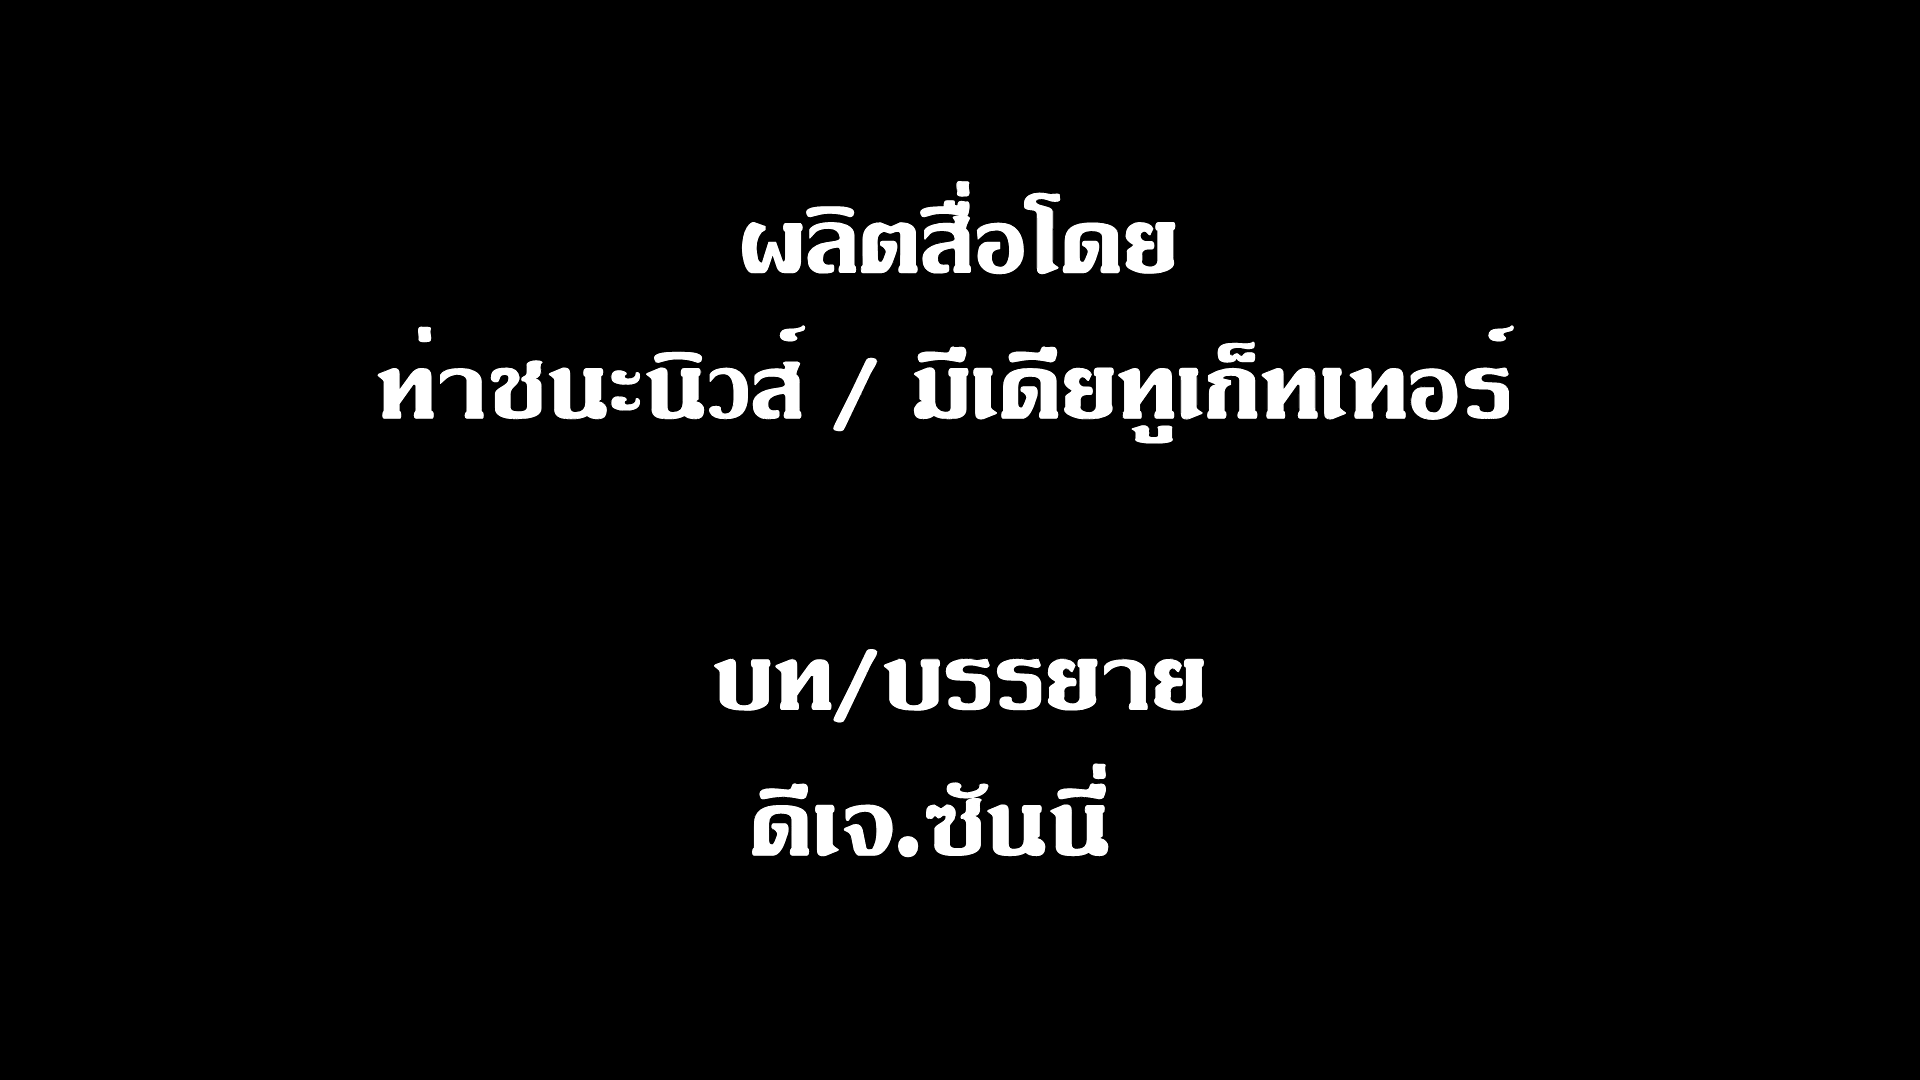 ผลิตสื่อโดย
ท่าชนะนิวส์ / มีเดียทูเก็ทเทอร์
บท/บรรยาย
ดีเจ.ซันนี่